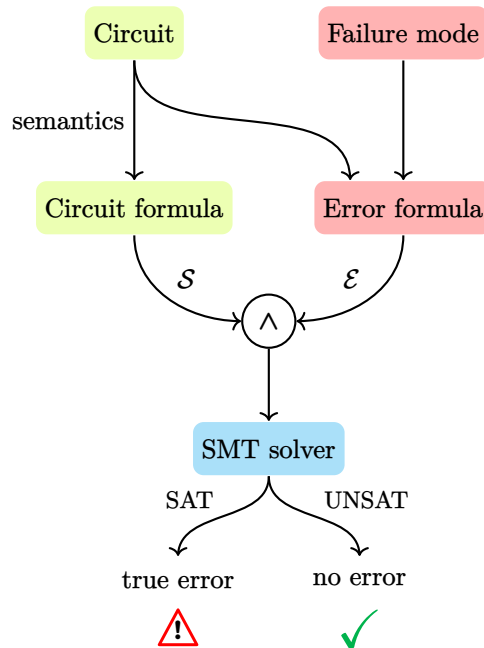 Circuit
Failure mode
semantics
Circuit formula
Error formula
𝒮
ℰ
∧
SMT solver
SAT
UNSAT
true error
no error
!